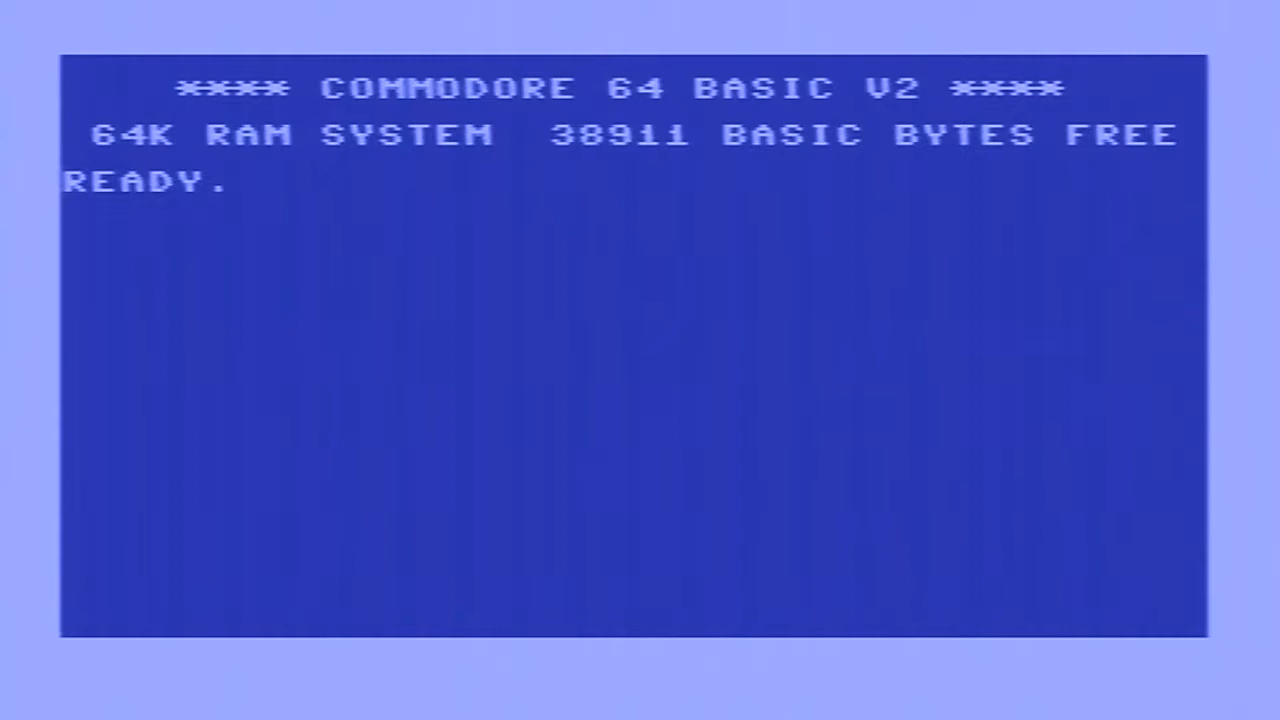 **** COMMODORE 64 BASIC V2 ****
64K RAM SYSTEM  38911 BASIC BYTES FREE
READY.